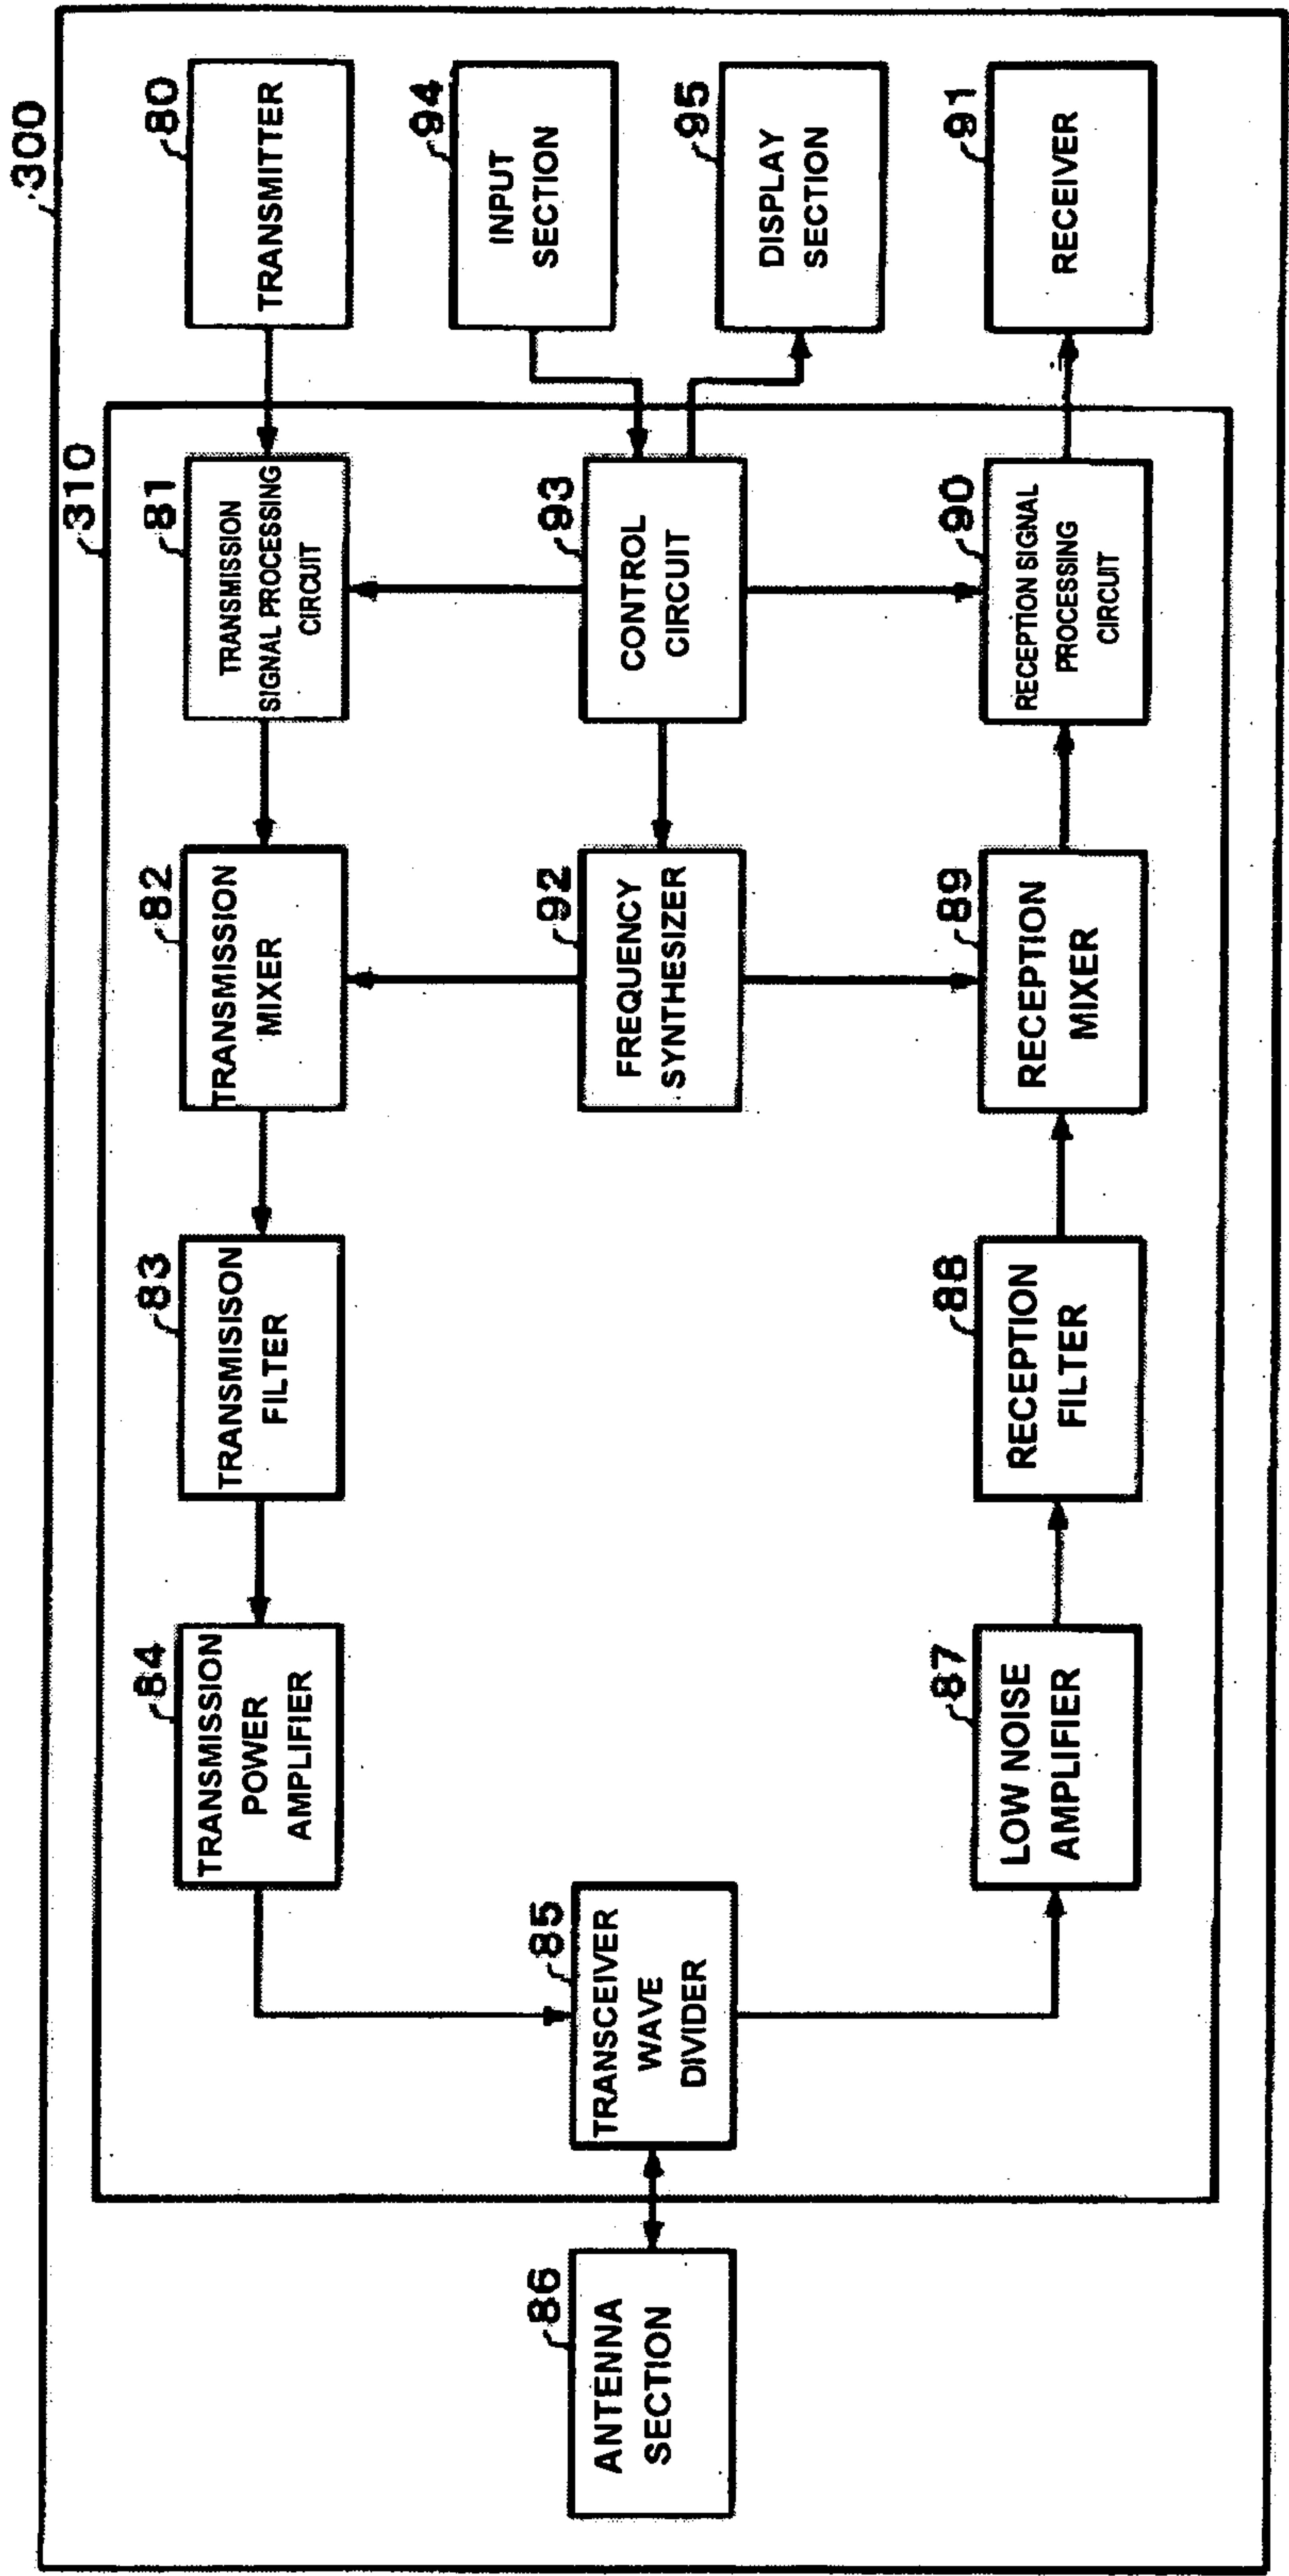 300
310
80
TRANSMITTER
94
INPUT
SECTION
95
DISPLAY
SECTION
91
RECEIVER
81
TRANSMISSION
SIGNAL PROCESSING
CIRCUIT
93
CONTROL
CIRCUIT
90
RECEPTION SIGNAL
PROCESSING
CIRCUIT
82
TRANSMISSION
MIXER
92
FREQUENCY
SYNTHESIZER
89
RECEPTION
MIXER
83
TRANSMISISON
FILTER
88
RECEPTION
FILTER
84
TRANSMISSION
POWER
AMPLIFIER
87
LOW NOISE
AMPLIFIER
85
TRANSCEIVER
WAVE
DIVIDER
86
ANTENNA
SECTION